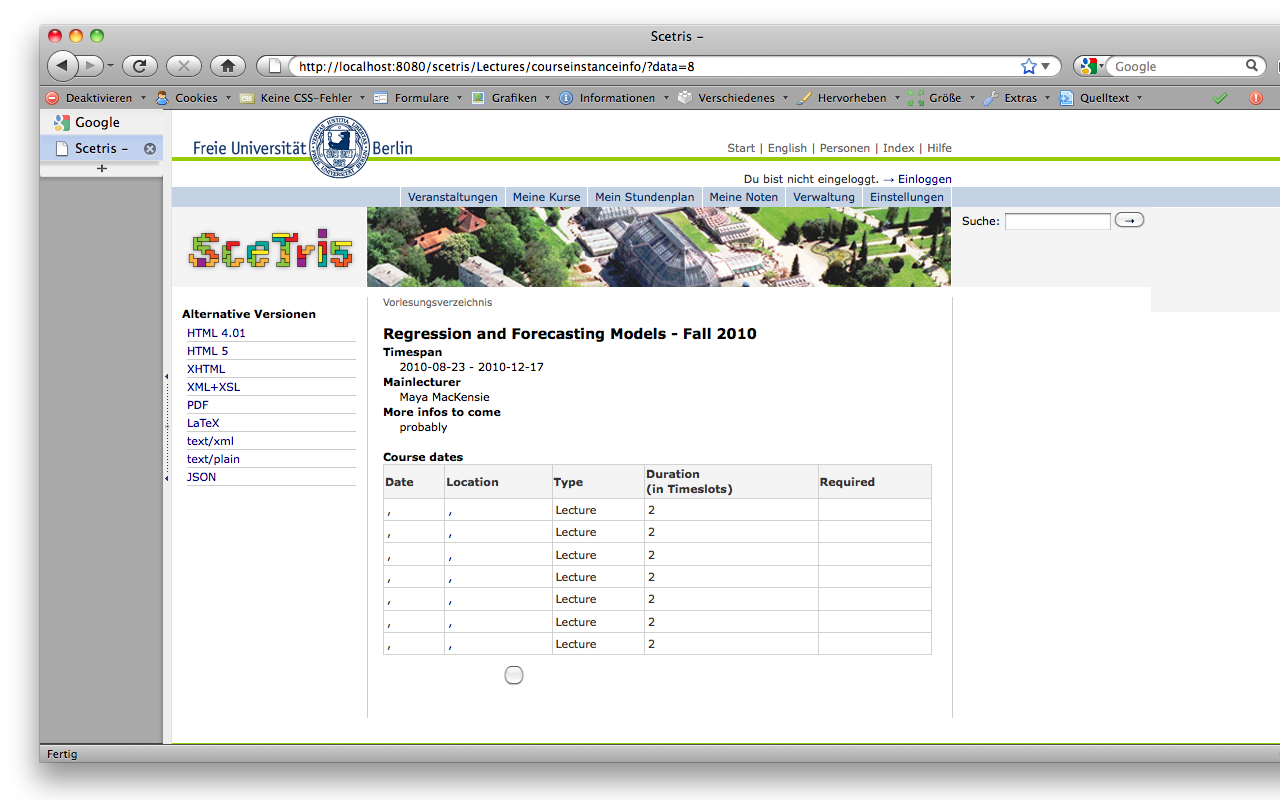 Scetris –
http://localhost:8080/scetris/Lectures/courseinstanceinfo/?data=8
Google
Deaktivieren Cookies Keine CSS-Fehler Formulare Grafiken Informationen Verschiedenes Hervorheben Größe Extras Quelltext
Google
Scetris –
Freie Universität Berlin
Start | English | Personen | Index | Hilfe
Du bist nicht eingeloggt. → Einloggen
Veranstaltungen Meine Kurse Mein Stundenplan Meine Noten Verwaltung Einstellungen
SceTris
Suche: →
Vorlesungsverzeichnis
Alternative Versionen
HTML 4.01
HTML 5
XHTML
XML+XSL
PDF
LaTeX
text/xml
text/plain
JSON
Regression and Forecasting Models - Fall 2010
Timespan
2010-08-23 - 2010-12-17
Mainlecturer
Maya MacKensie
More infos to come
probably
Course dates
Date Location Type Duration (in Timeslots) Required
, , Lecture 2
, , Lecture 2
, , Lecture 2
, , Lecture 2
, , Lecture 2
, , Lecture 2
, , Lecture 2
Fertig